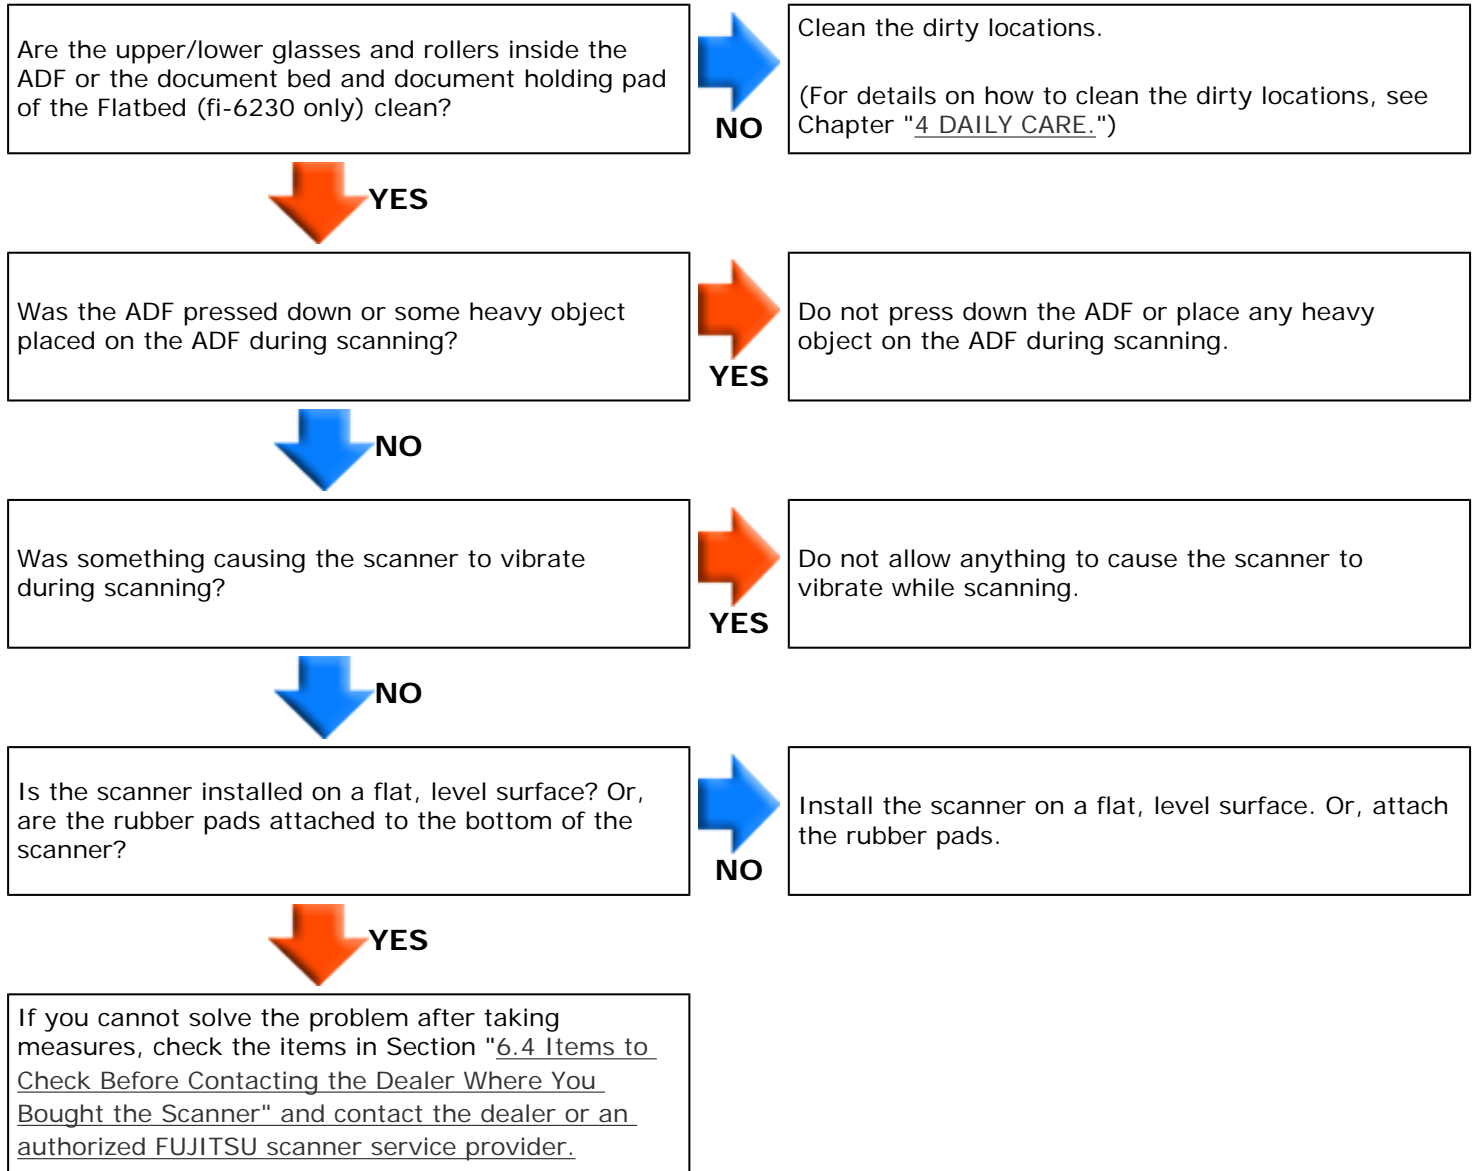 Are the upper/lower glasses and rollers inside the
ADF or the document bed and document holding pad
of the Flatbed (fi-6230 only) clean?
NO
Clean the dirty locations.
(For details on how to clean the dirty locations, see
Chapter "4 DAILY CARE.")
YES
Was the ADF pressed down or some heavy object
placed on the ADF during scanning?
YES
Do not press down the ADF or place any heavy
object on the ADF during scanning.
NO
Was something causing the scanner to vibrate
during scanning?
YES
Do not allow anything to cause the scanner to
vibrate while scanning.
NO
Is the scanner installed on a flat, level surface? Or,
are the rubber pads attached to the bottom of the
scanner?
NO
Install the scanner on a flat, level surface. Or, attach
the rubber pads.
YES
If you cannot solve the problem after taking
measures, check the items in Section "6.4 Items to
Check Before Contacting the Dealer Where You
Bought the Scanner" and contact the dealer or an
authorized FUJITSU scanner service provider.